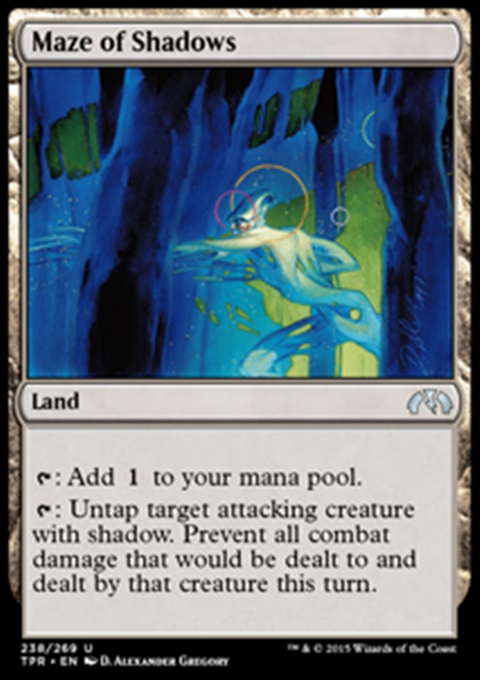 Maze of Shadows
Land
: Add 1 to your mana pool.
: Untap target attacking creature
with shadow. Prevent all combat
damage that would be dealt to and
dealt by that creature this turn.
238/269 U
TPR • EN D. Alexander Gregory
™ & © 2015 Wizards of the Coast